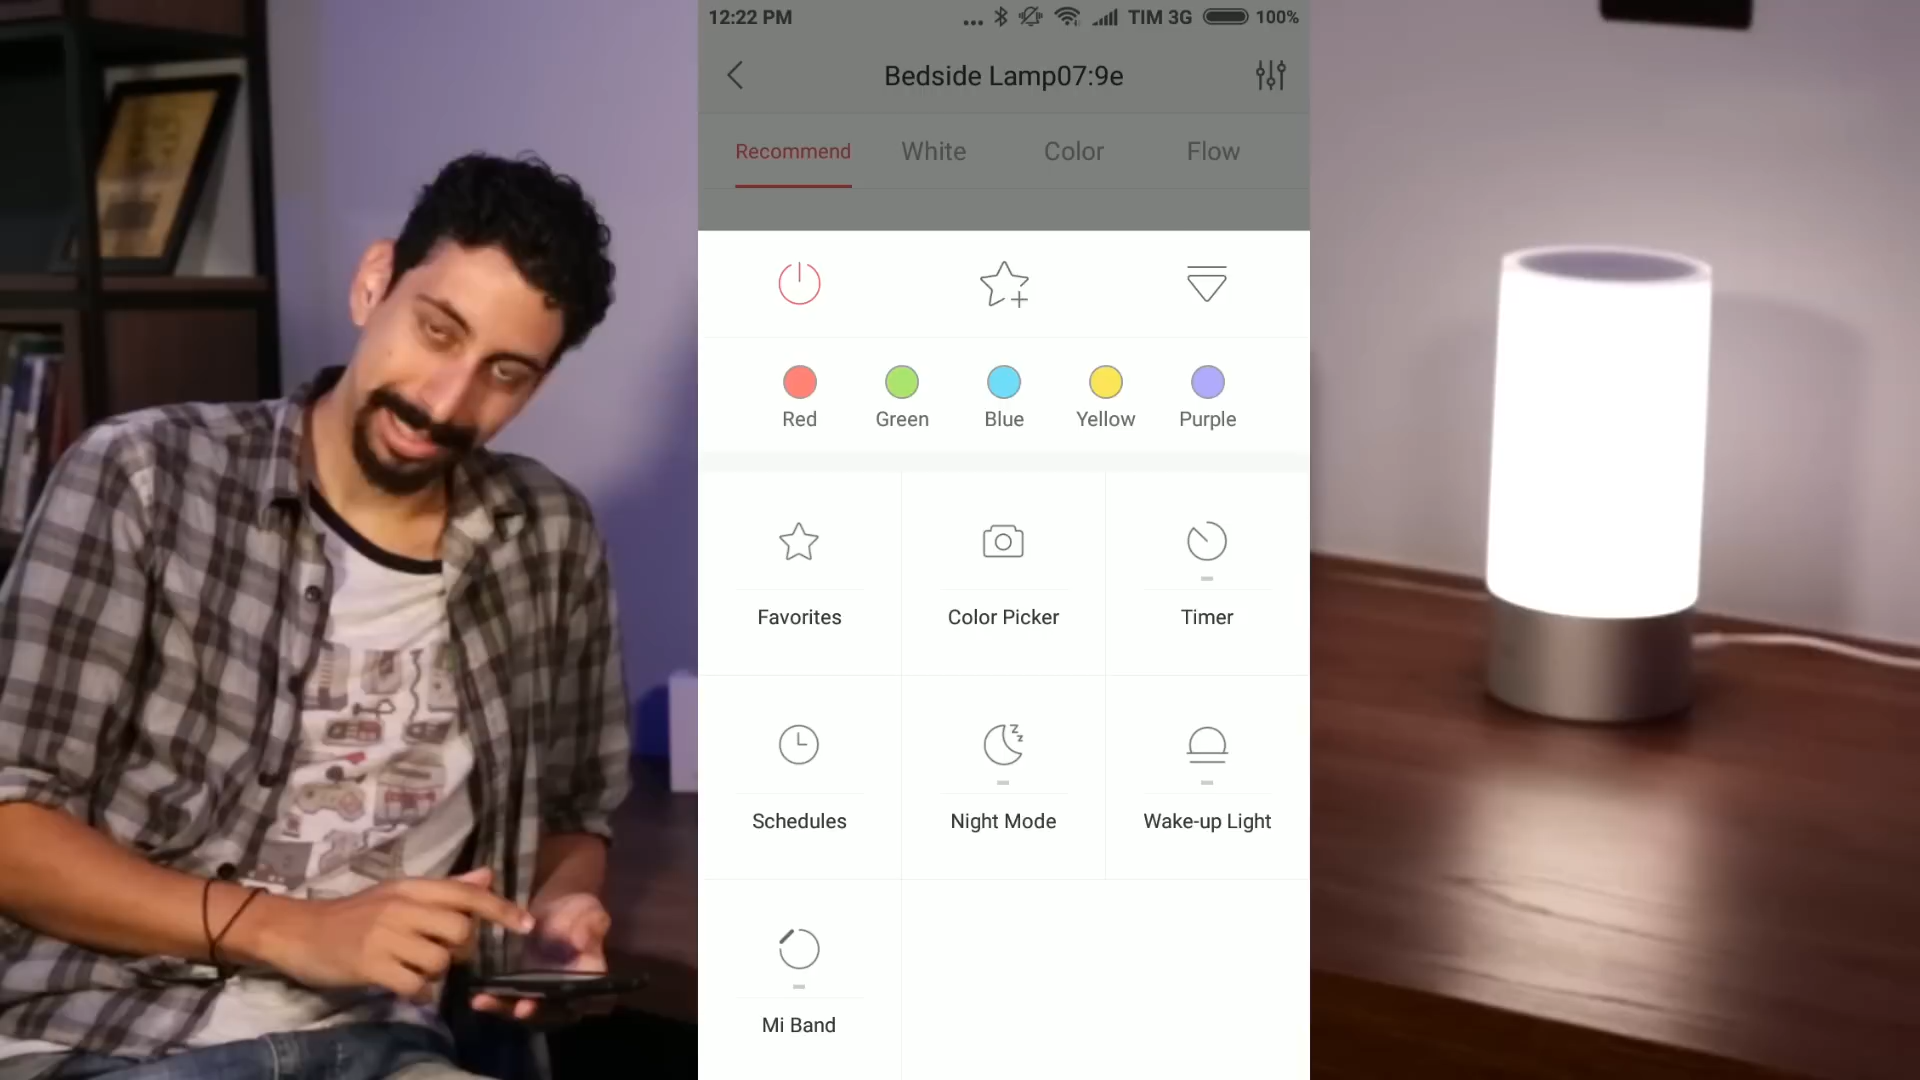 12:22 PM
... TIM 3G 100%
Bedside Lamp07:9e
Recommend White Color Flow
Red Green Blue Yellow Purple
Favorites Color Picker Timer
Schedules Night Mode Wake-up Light
Mi Band